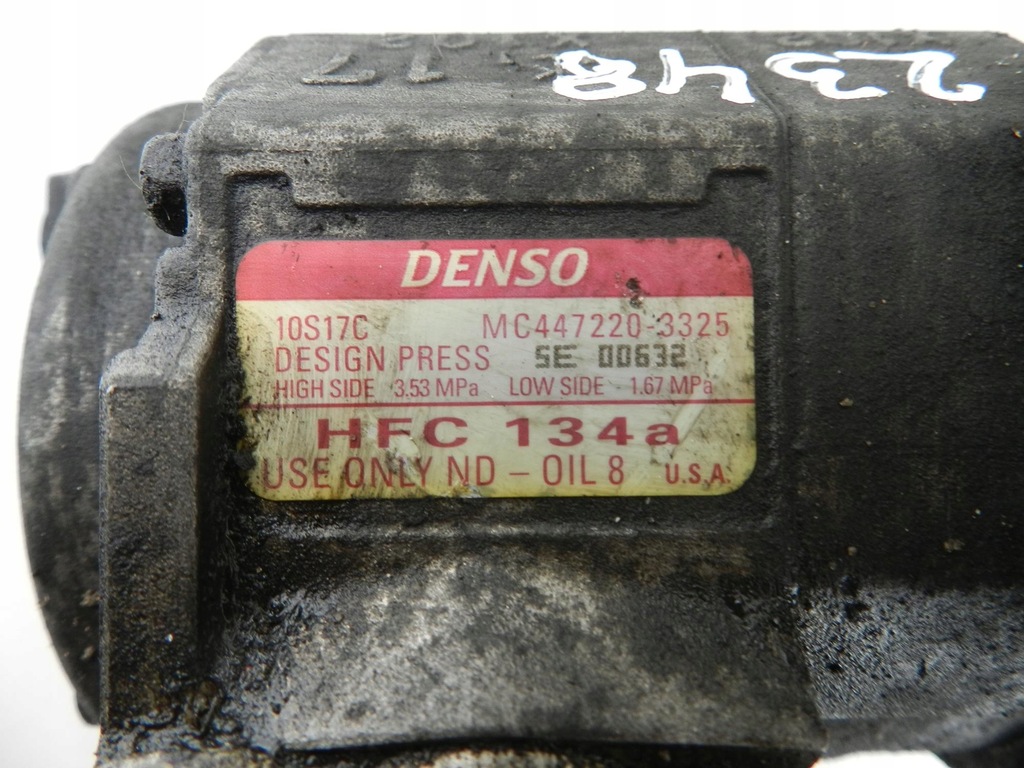 2348
DENSO
10S17C MC447220-3325
DESIGN PRESS 5E 00632
HIGH SIDE 3.53 MPa LOW SIDE 1.67 MPa
HFC 134a
USE ONLY ND-OIL 8 U.S.A.